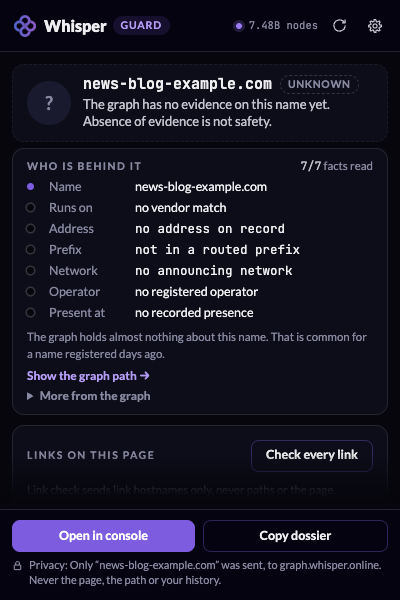 Whisper GUARD 7.48B nodes
?
news-blog-example.com UNKNOWN
The graph has no evidence on this name yet.
Absence of evidence is not safety.
WHO IS BEHIND IT 7/7 facts read
Name news-blog-example.com
Runs on no vendor match
Address no address on record
Prefix not in a routed prefix
Network no announcing network
Operator no registered operator
Present at no recorded presence
The graph holds almost nothing about this name. That is common for
a name registered days ago.
Show the graph path →
▶ More from the graph
LINKS ON THIS PAGE Check every link
Link check sends link hostnames only, never paths or the page
Open in console Copy dossier
Privacy: Only “news-blog-example.com” was sent, to graph.whisper.online.
Never the page, the path or your history.